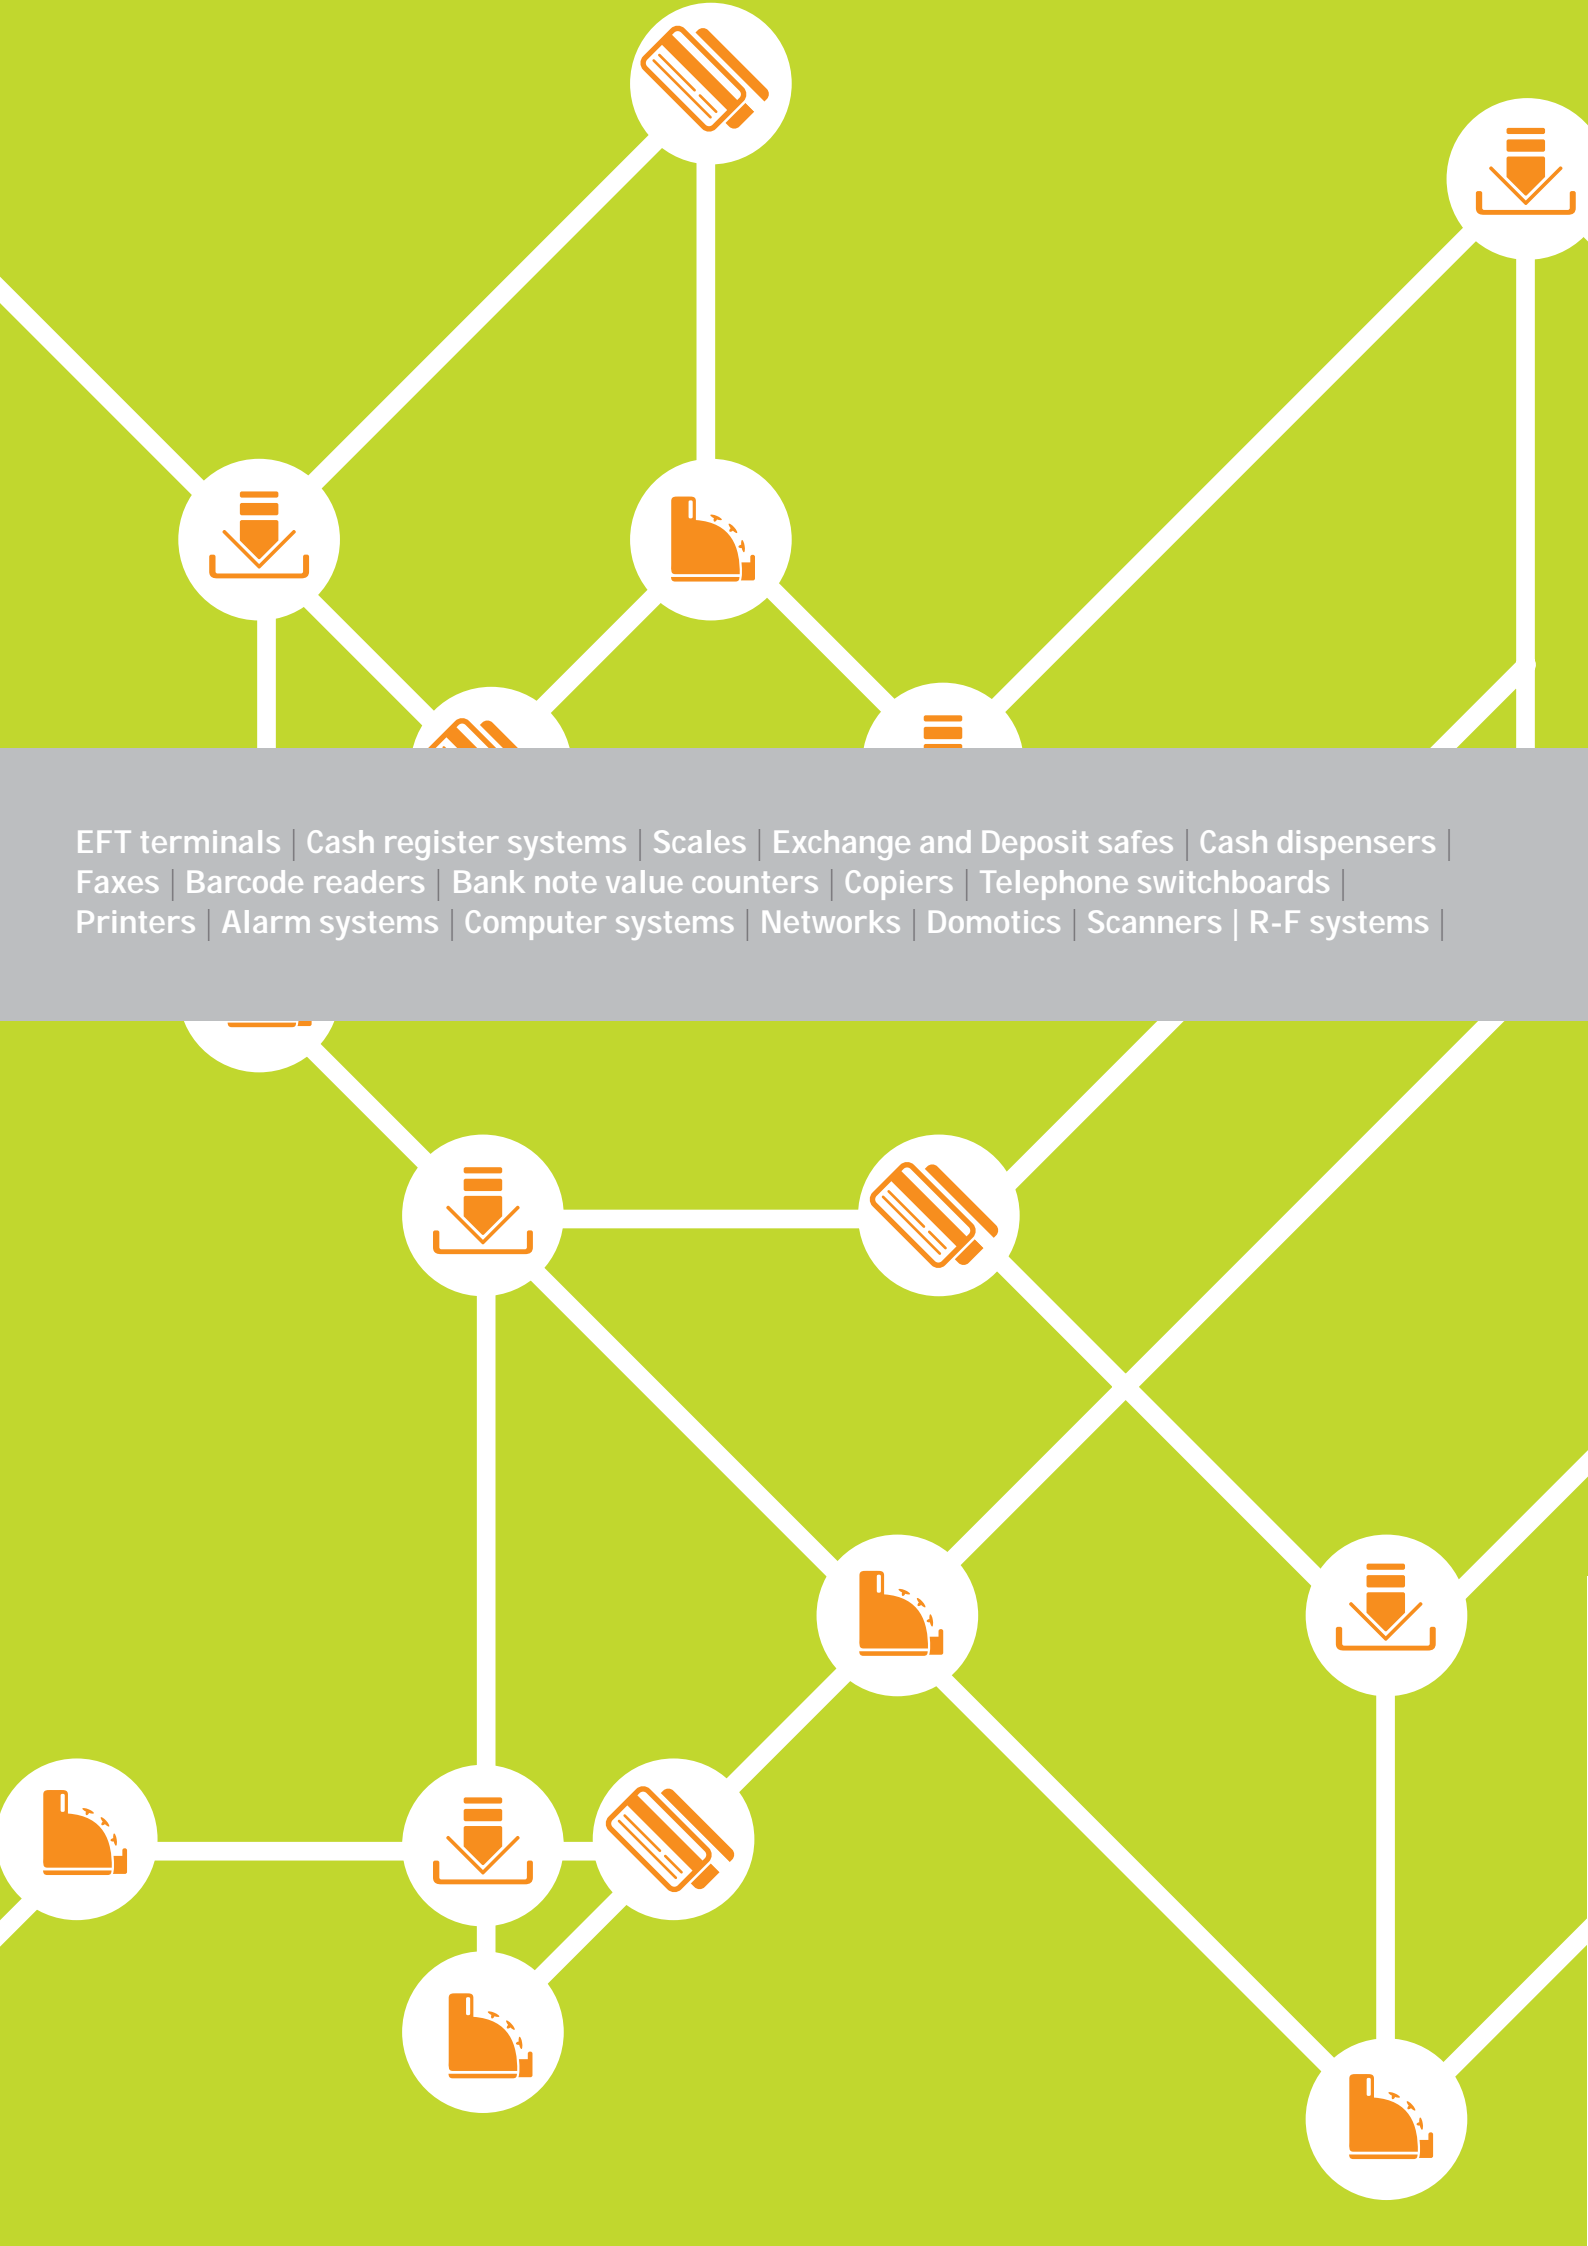 EFT terminals | Cash register systems | Scales | Exchange and Deposit safes | Cash dispensers |
Faxes | Barcode readers | Bank note value counters | Copiers | Telephone switchboards |
Printers | Alarm systems | Computer systems | Networks | Domotics | Scanners | R-F systems |